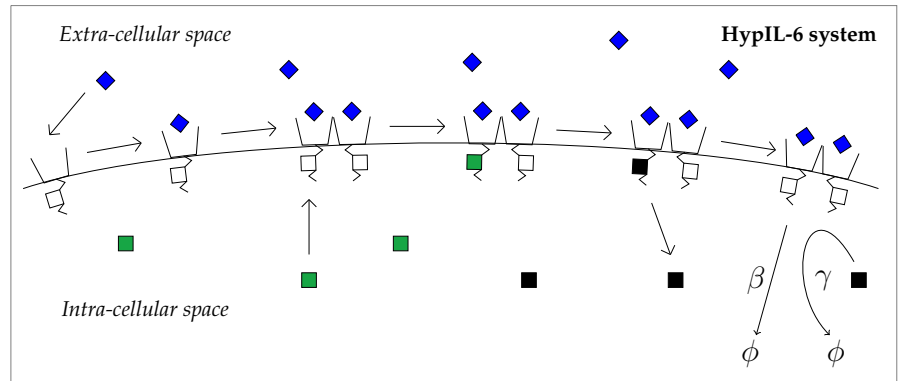 Extra-cellular space
HypIL-6 system
Intra-cellular space
β
γ
ϕ
ϕ